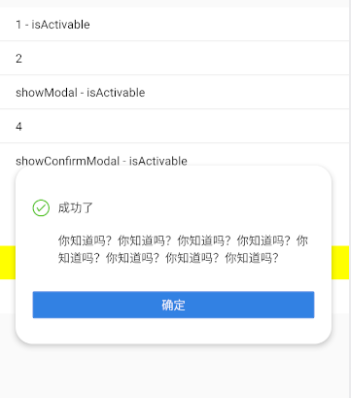 1 - isActivable
2
showModal - isActivable
4
showConfirmModal - isActivable
成功了
你知道吗？你知道吗？你知道吗？你知道吗？你
知道吗？你知道吗？你知道吗？你知道吗？
确定